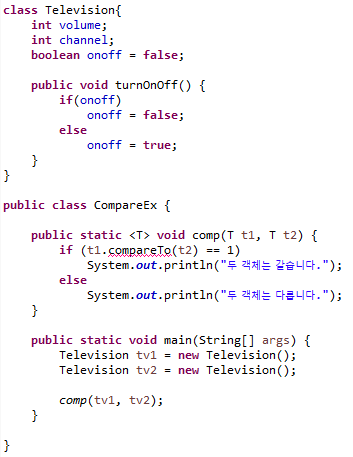 class Television{
    int volume;
    int channel;
    boolean onoff = false;

    public void turnOnOff() {
        if(onoff)
            onoff = false;
        else
            onoff = true;
    }
}

public class CompareEx {

    public static <T> void comp(T t1, T t2) {
        if (t1.compareTo(t2) == 1)
            System.out.println("두 객체는 같습니다.");
        else
            System.out.println("두 객체는 다릅니다.");
    }

    public static void main(String[] args) {
        Television tv1 = new Television();
        Television tv2 = new Television();

        comp(tv1, tv2);
    }

}